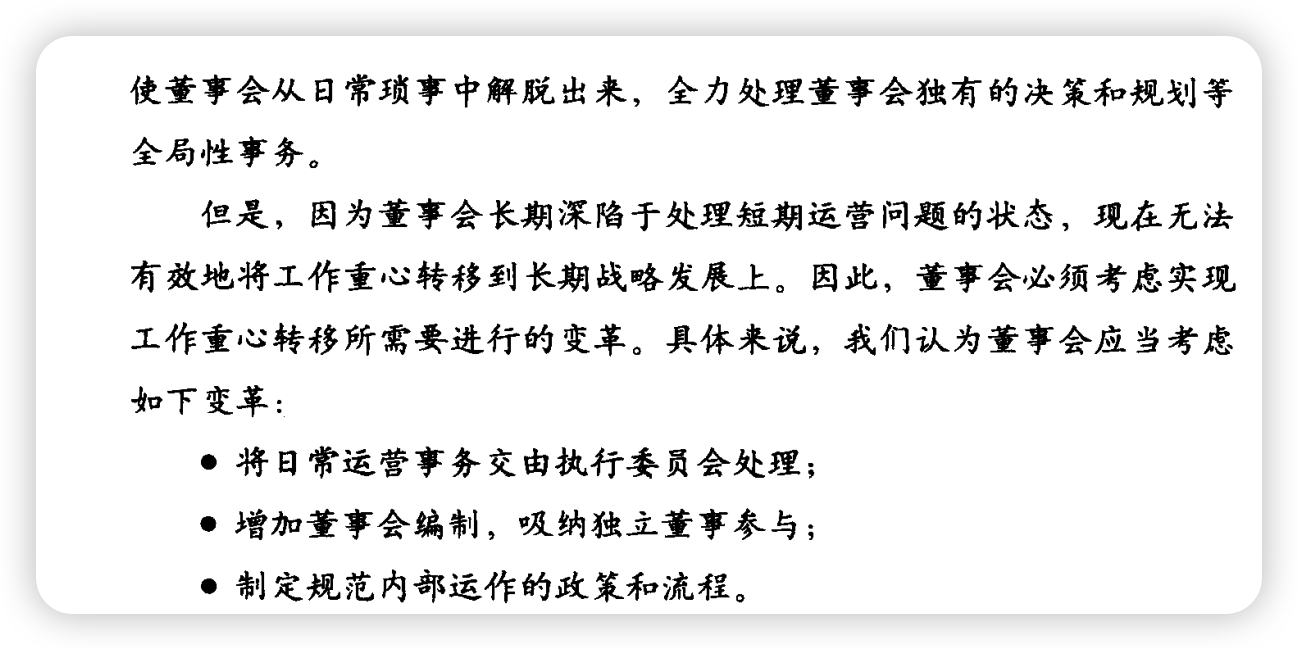 使董事会从日常琐事中解脱出来，全力处理董事会独有的决策和规划等
全局性事务。
但是，因为董事会长期深陷于处理短期运营问题的状态，现在无法
有效地将工作重心转移到长期战略发展上。因此，董事会必须考虑实现
工作重心转移所需要进行的变革。具体来说，我们认为董事会应当考虑
如下变革：
● 将日常运营事务交由执行委员会处理；
● 增加董事会编制，吸纳独立董事参与；
● 制定规范内部运作的政策和流程。